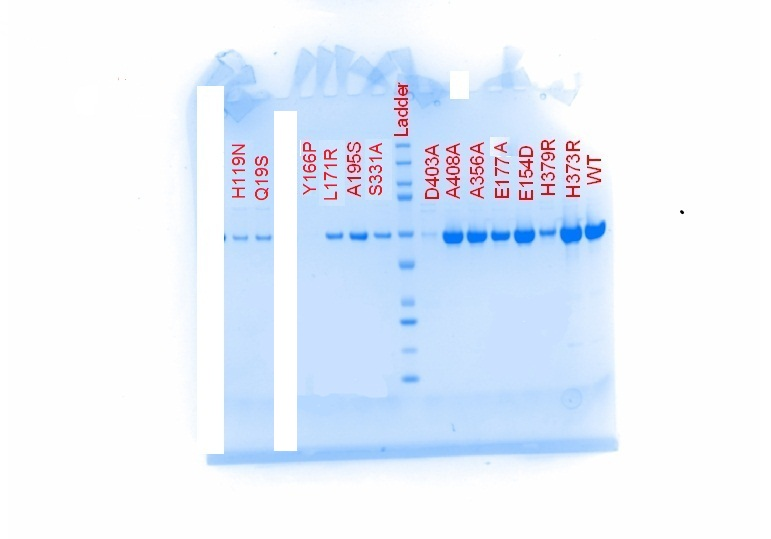 H119N
Q19S
Y166P
L171R
A195S
S331A
Ladder
D403A
A408A
A356A
E177A
E154D
H379R
H373R
WT